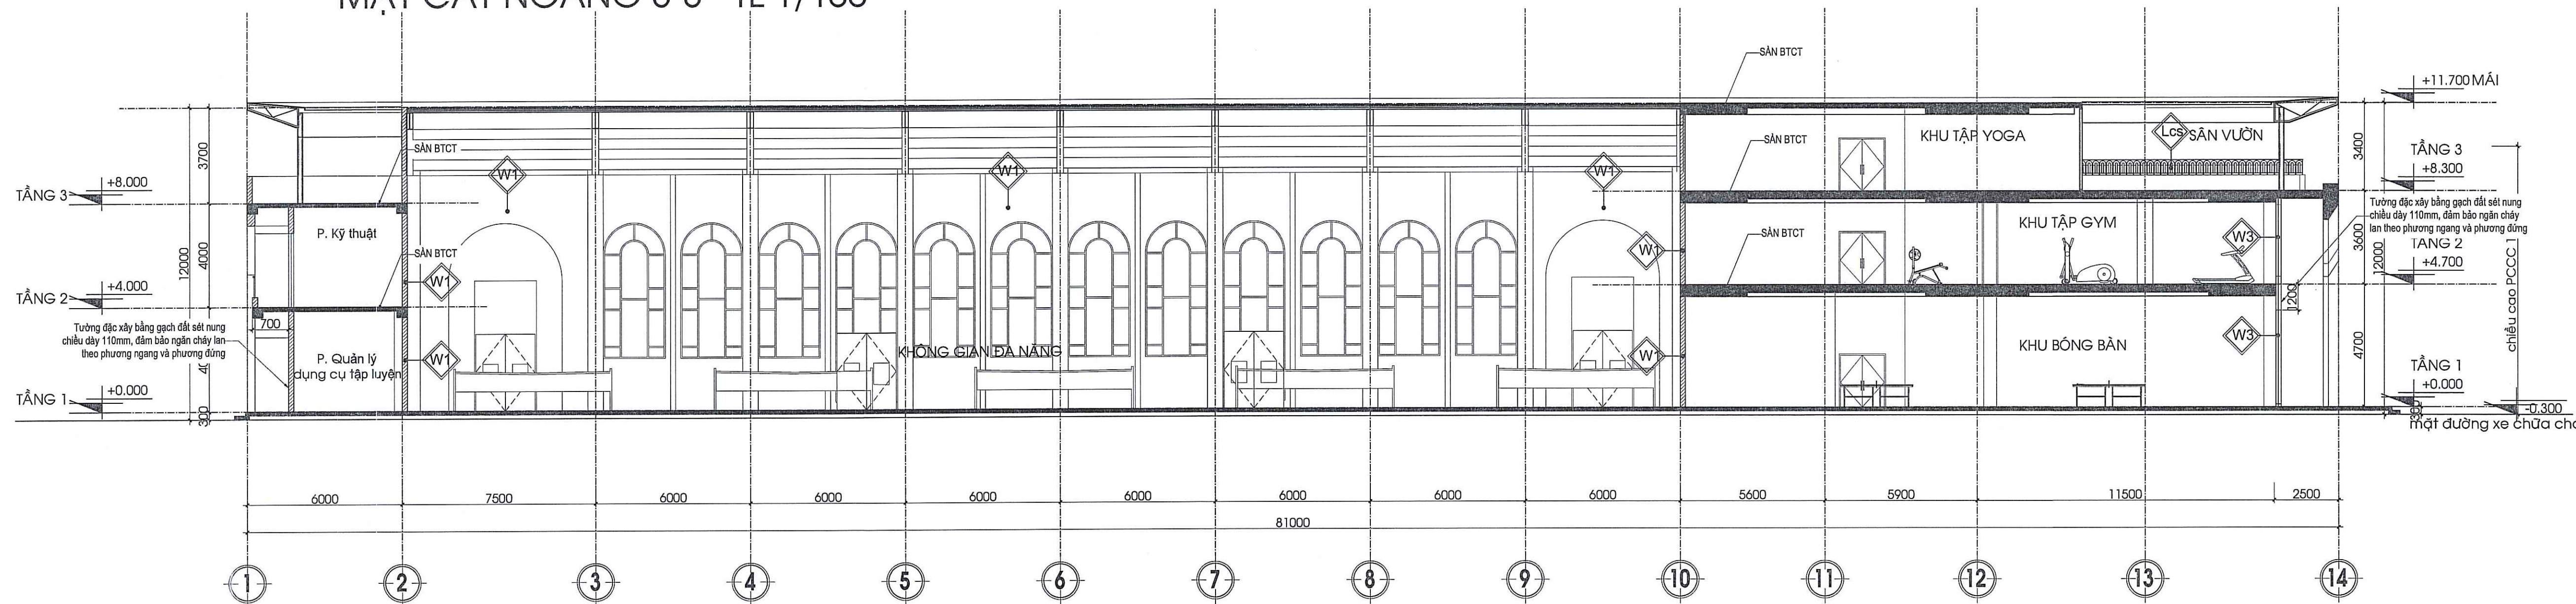 SÀN BTCT
+11.700 MÁI
KHU TẬP YOGA
Lcs
SÂN VƯỜN
SÀN BTCT
SÀN BTCT
3700
3400
W1
W1
W1
TẦNG 3
+8.000
TẦNG 3
+8.300
Tường đặc xây bằng gạch đất sét nung
chiều dày 110mm, đảm bảo ngăn cháy
lan theo phương ngang và phương đứng
P. Kỹ thuật
KHU TẬP GYM
SÀN BTCT
SÀN BTCT
12000
4000
W1
W1
W3
3600
12000
TẦNG 2
+4.700
TẦNG 2
+4.000
1200
chiều cao PCCC 1
700
Tường đặc xây bằng gạch đất sét nung
chiều dày 110mm, đảm bảo ngăn cháy lan
theo phương ngang và phương đứng
P. Quản lý
dụng cụ tập luyện
W1
KHÔNG GIAN ĐA NĂNG
W1
KHU BÓNG BÀN
W3
4700
TẦNG 1
+0.000
TẦNG 1
+0.000
300
-0.300
mặt đường xe chữa
6000 7500 6000 6000 6000 6000 6000 6000 6000 5600 5900 11500 2500
81000
1 2 3 4 5 6 7 8 9 10 11 12 13 14